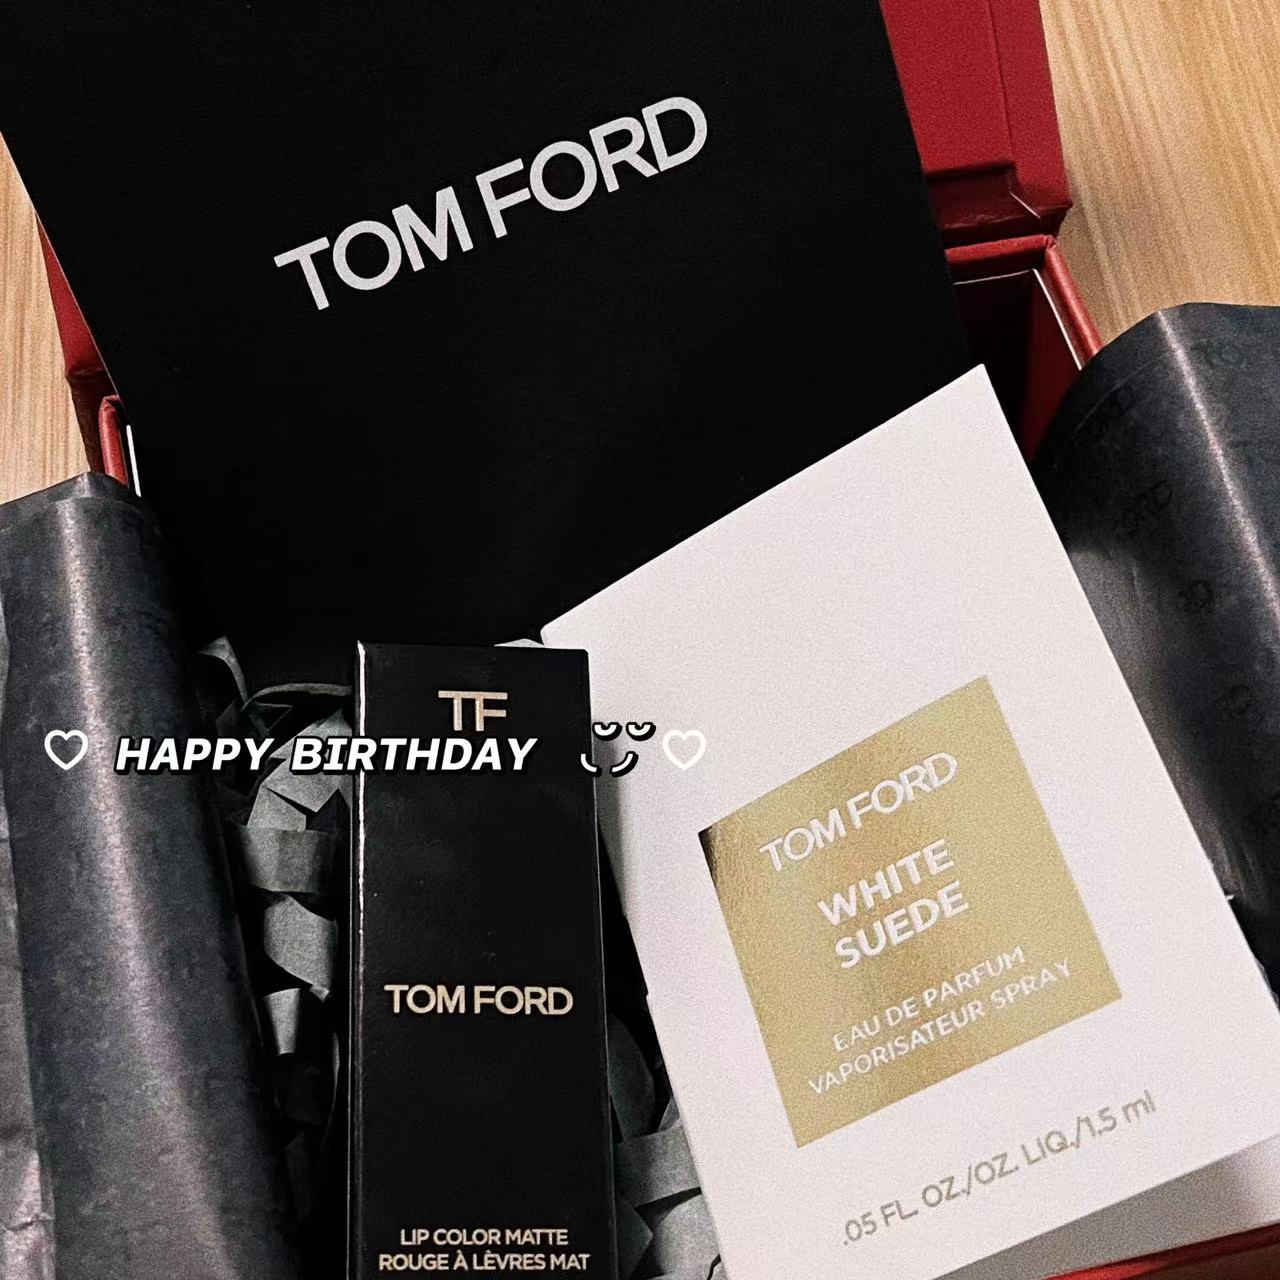 TOM FORD
TF
♡ HAPPY BIRTHDAY ♡
TOM FORD
WHITE
SUEDE
EAU DE PARFUM
VAPORISATEUR SPRAY
.05 FL. OZ./OZ. LIQ./1.5 ml
TOM FORD
LIP COLOR MATTE
ROUGE À LÈVRES MAT